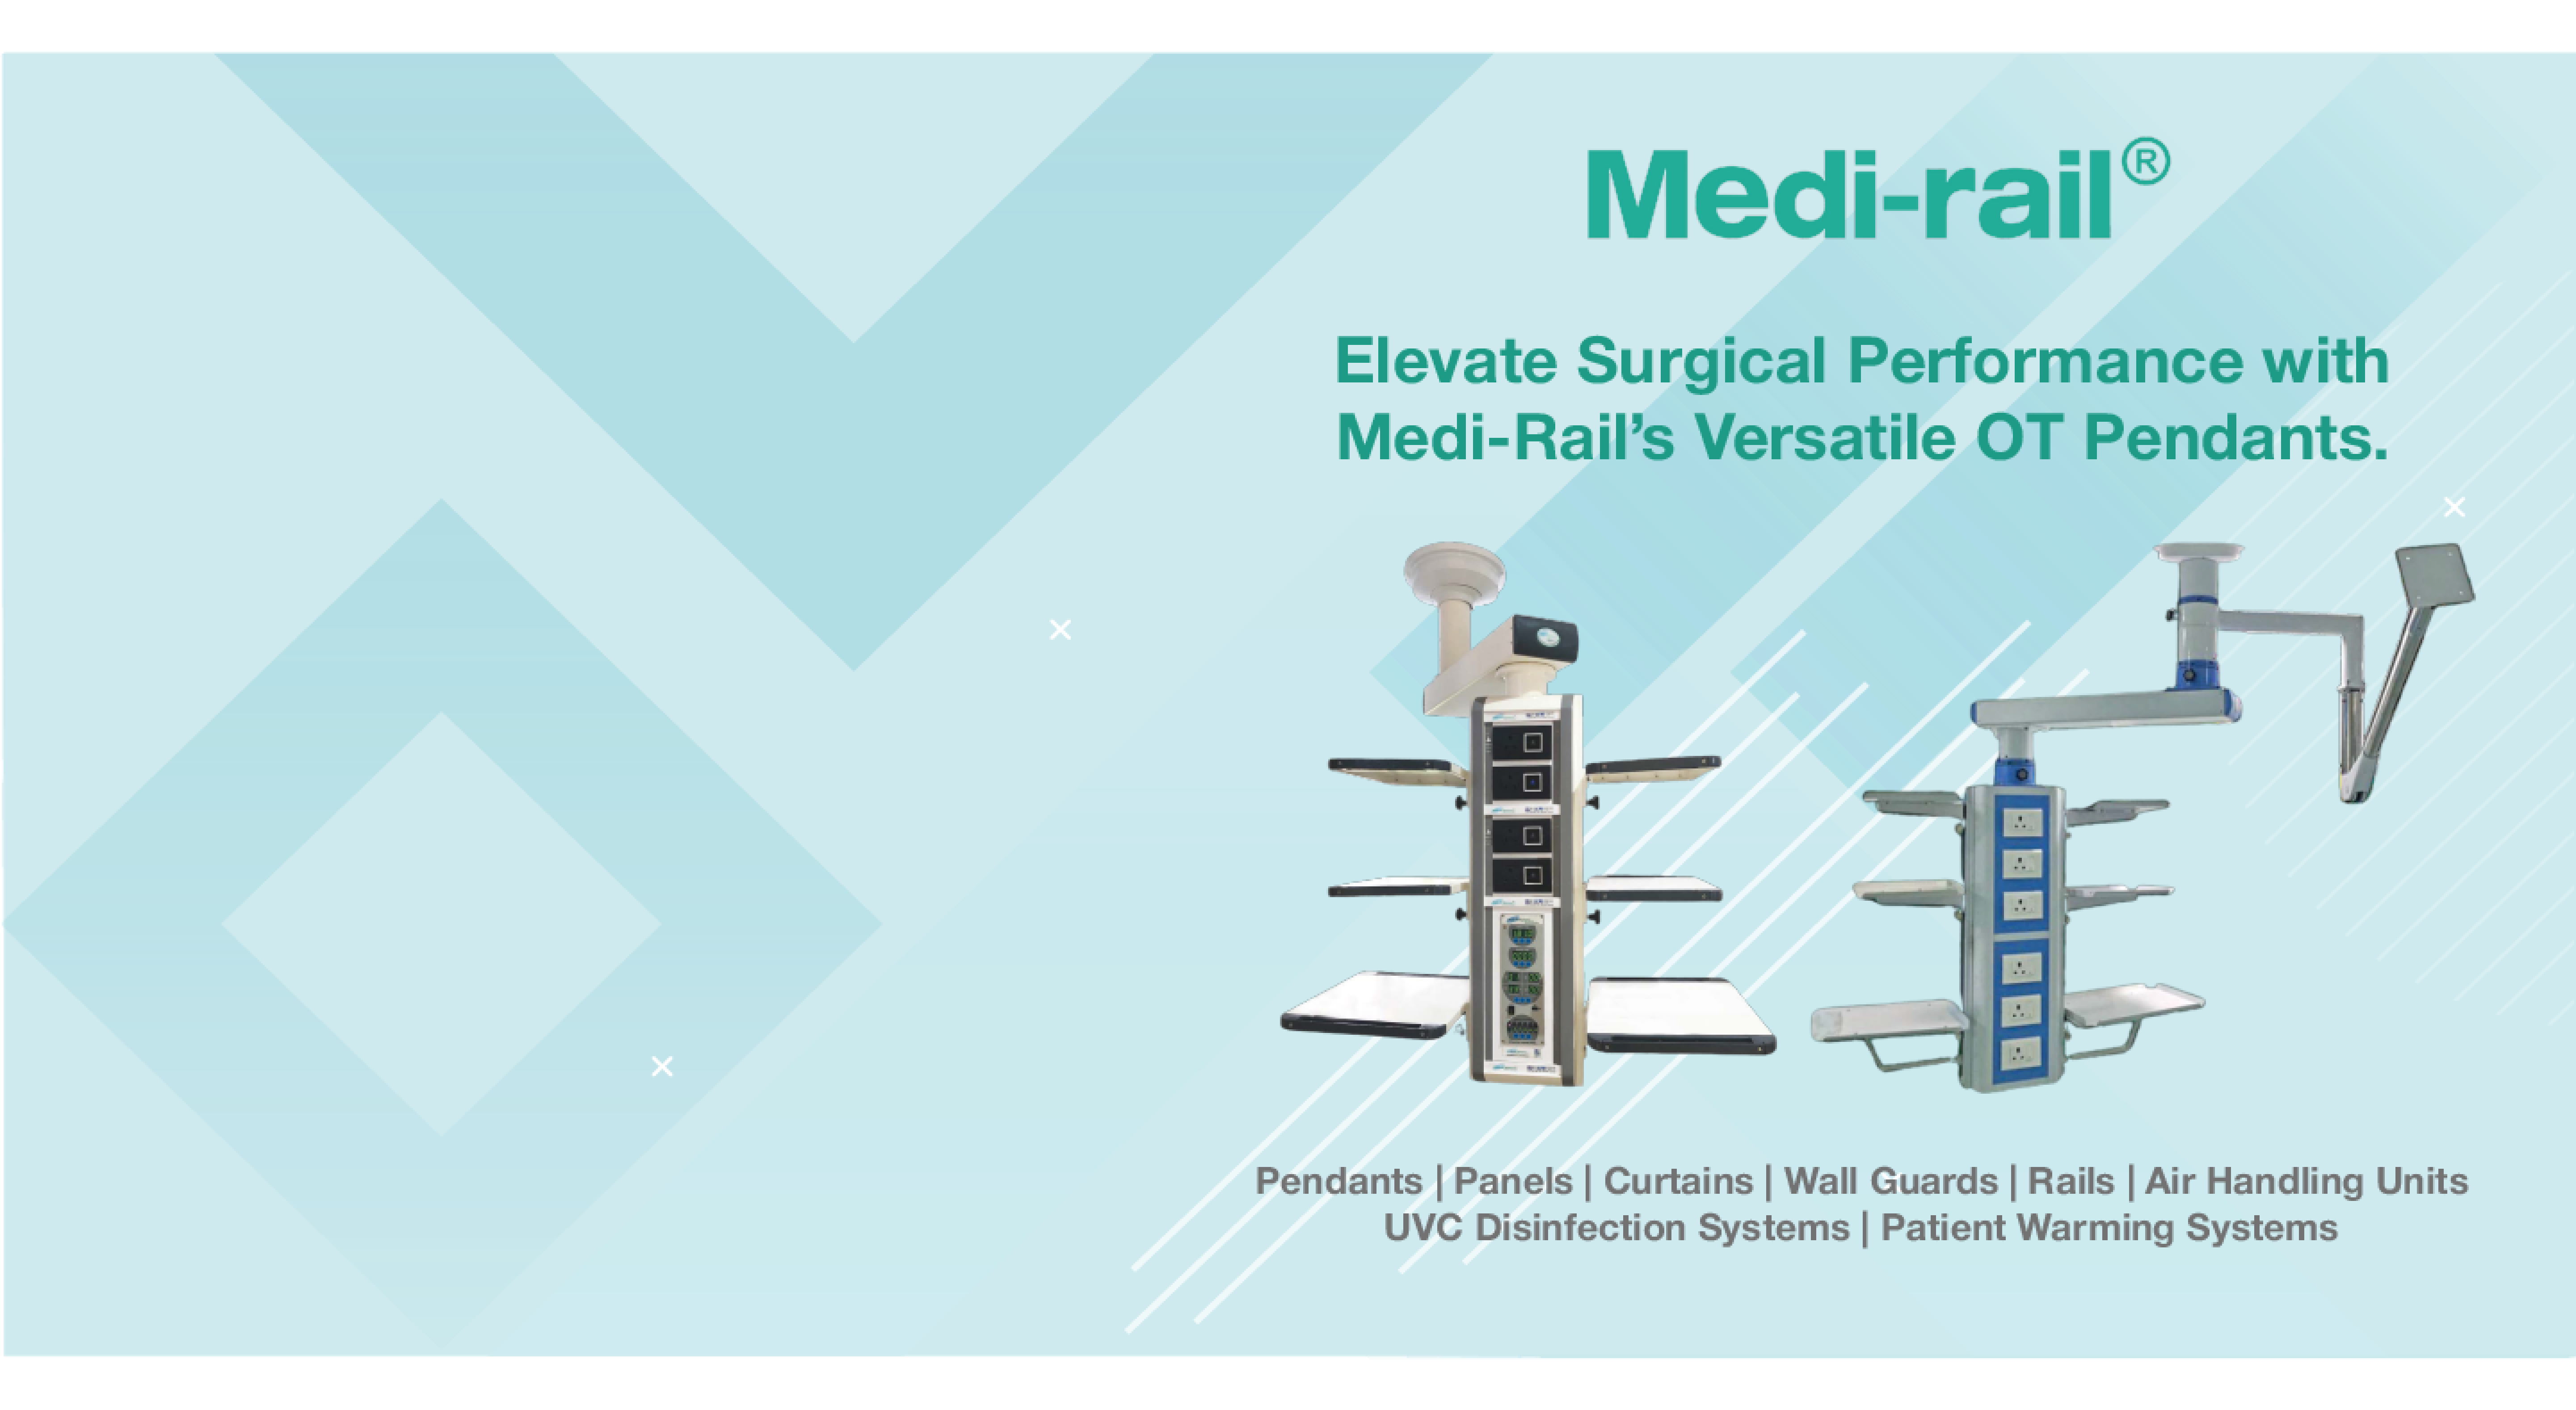 Medi-rail®
Elevate Surgical Performance with
Medi-Rail’s Versatile OT Pendants.
Pendants | Panels | Curtains | Wall Guards | Rails | Air Handling Units
UVC Disinfection Systems | Patient Warming Systems